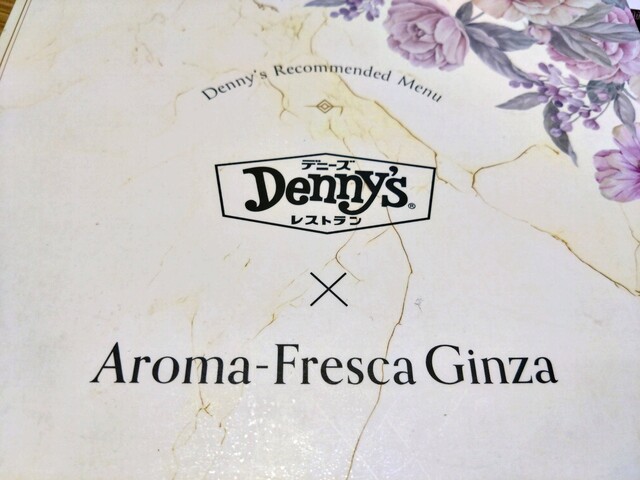 Denny's Recommended Menu
デニーズ
Denny's®
レストラン
×
Aroma-Fresca Ginza